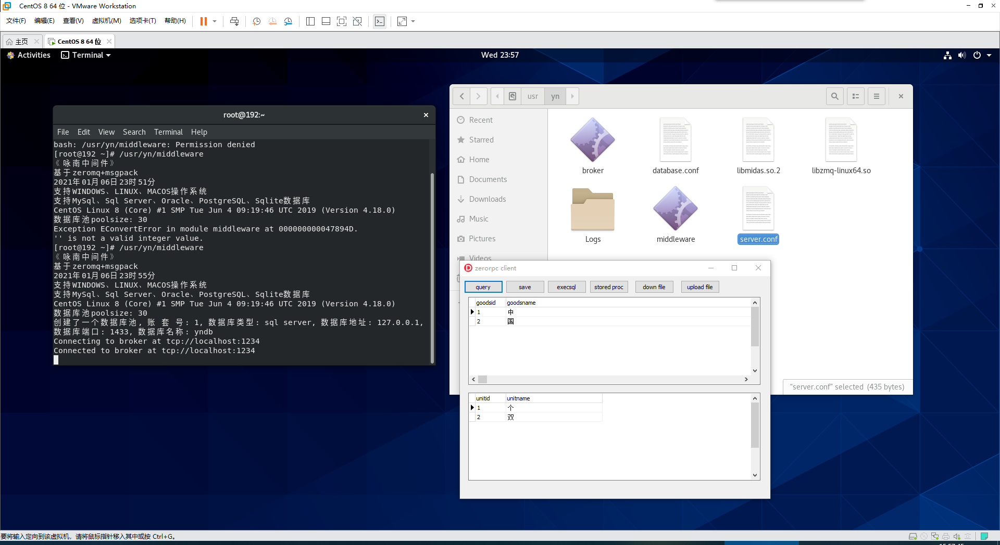 CentOS 8 64 位 - VMware Workstation
文件(F) 编辑(E) 查看(V) 虚拟机(M) 选项卡(T) 帮助(H)
主页 CentOS 8 64 位
Activities Terminal Wed 23:57
root@192:~
File Edit View Search Terminal Help
bash: /usr/yn/middleware: Permission denied
[root@192 ~]# /usr/yn/middleware
《咏南中间件》
基于zeromq+msgpack
2021年01月06日23时51分
支持WINDOWS、LINUX、MACOS操作系统
支持MySql、Sql Server、Oracle、PostgreSQL、Sqlite数据库
CentOS Linux 8 (Core) #1 SMP Tue Jun 4 09:19:46 UTC 2019 (Version 4.18.0)
数据库池poolsize: 30
Exception EConvertError in module middleware at 000000000047894D.
'' is not a valid integer value.
[root@192 ~]# /usr/yn/middleware
《咏南中间件》
基于zeromq+msgpack
2021年01月06日23时55分
支持WINDOWS、LINUX、MACOS操作系统
支持MySql、Sql Server、Oracle、PostgreSQL、Sqlite数据库
CentOS Linux 8 (Core) #1 SMP Tue Jun 4 09:19:46 UTC 2019 (Version 4.18.0)
数据库池poolsize: 30
创建了一个数据库池, 账 套 号: 1, 数据库类型: sql server, 数据库地址: 127.0.0.1,
数据库端口: 1433, 数据库名称: yndb
Connecting to broker at tcp://localhost:1234
Connected to broker at tcp://localhost:1234
usr yn
Recent
Starred
Home
Documents
Downloads
Music
Pictures
Videos
broker database.conf libmidas.so.2 libzmq-linux64.so
Logs middleware server.conf
“server.conf” selected (435 bytes)
zerorpc client
query save execsql stored proc down file upload file
goodsid goodsname
1 中
2 国
unitid unitname
1 个
2 双
要将输入定向到该虚拟机，请将鼠标指针移入其中或按 Ctrl+G。